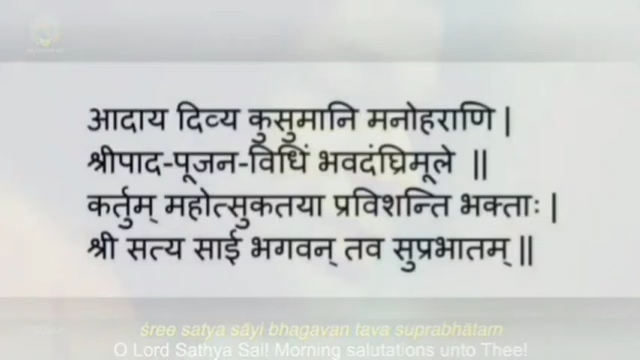 आदाय दिव्य कुसुमानि मनोहराणि |
श्रीपाद-पूजन-विधिं भवदंघ्रिमूले ||
कर्तुम् महोत्सुकतया प्रविशन्ति भक्ताः |
श्री सत्य साई भगवन् तव सुप्रभातम् ||
śree satya sāyi bhagavan tava suprabhātam
O Lord Sathya Sai! Morning salutations unto Thee!